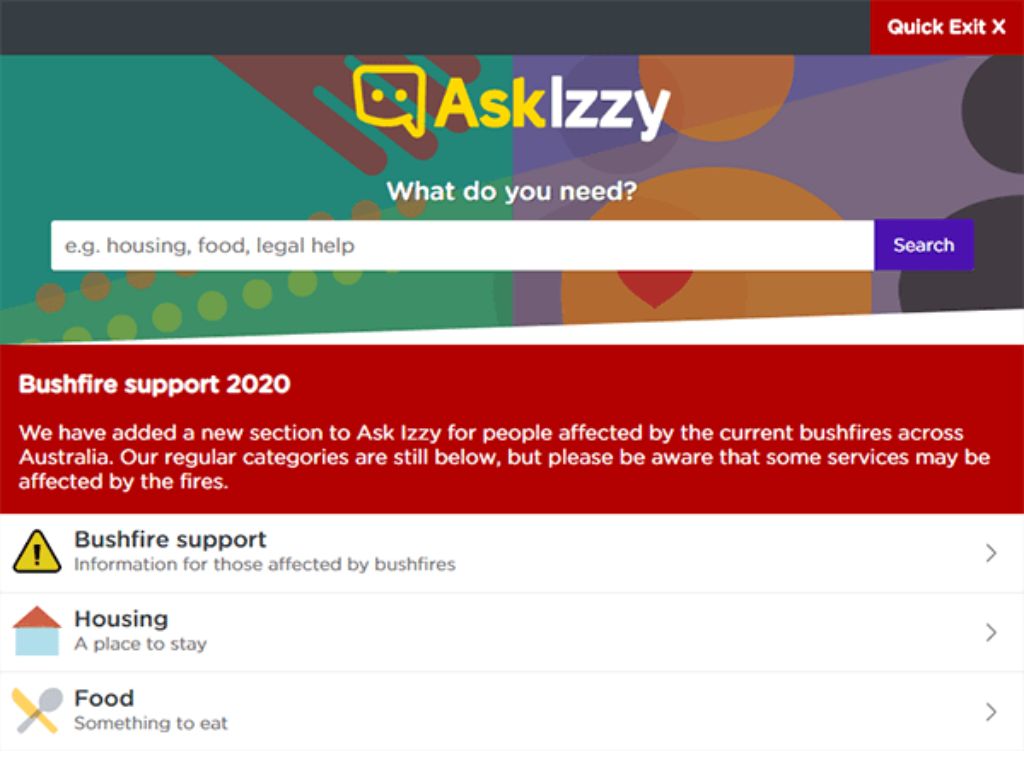 Quick Exit X
AskIzzy
What do you need?
e.g. housing, food, legal help
Search
Bushfire support 2020
We have added a new section to Ask Izzy for people affected by the current bushfires across
Australia. Our regular categories are still below, but please be aware that some services may be
affected by the fires.
Bushfire support
Information for those affected by bushfires
Housing
A place to stay
Food
Something to eat